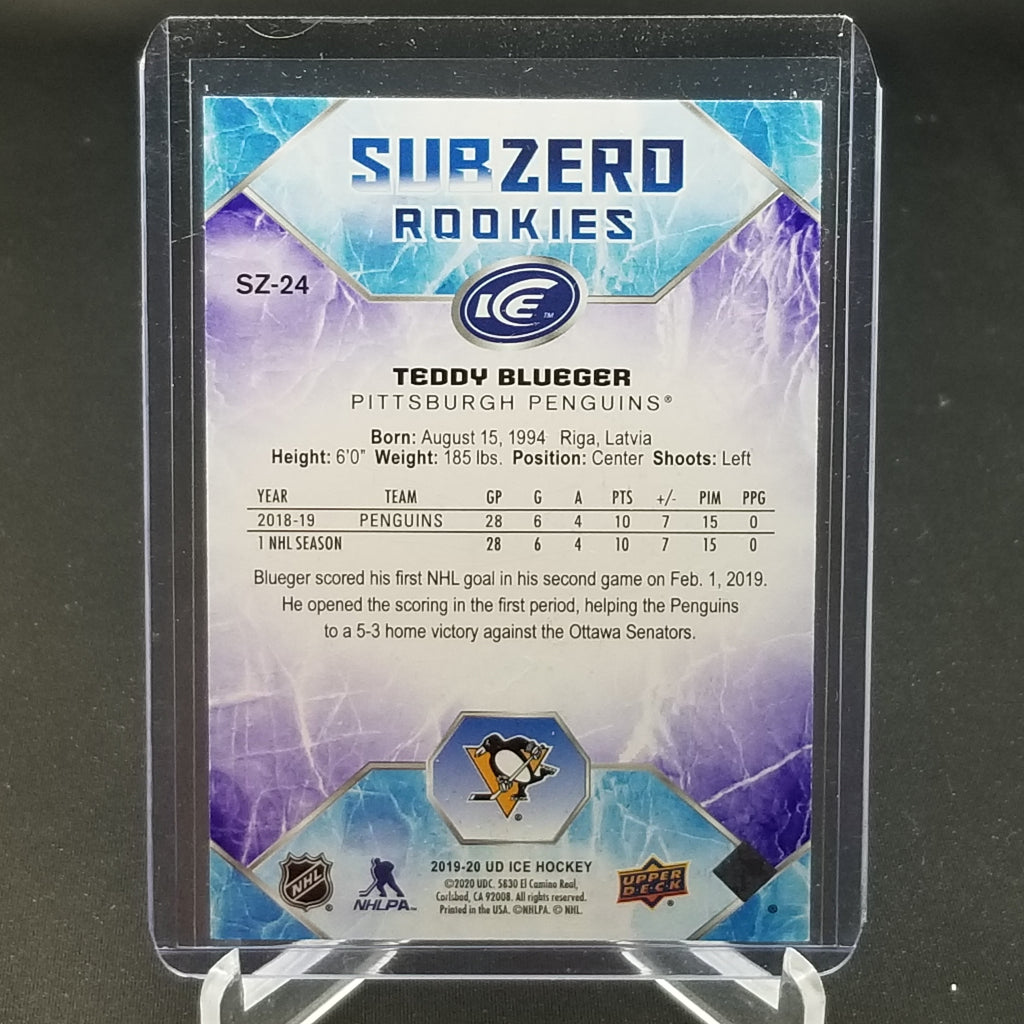 SUBZERO
ROOKIES
SZ-24
ICE™
TEDDY BLUEGER
PITTSBURGH PENGUINS®
Born: August 15, 1994 Riga, Latvia
Height: 6'0" Weight: 185 lbs. Position: Center Shoots: Left
YEAR TEAM GP G A PTS +/- PIM PPG
2018-19 PENGUINS 28 6 4 10 7 15 0
1 NHL SEASON 28 6 4 10 7 15 0
Blueger scored his first NHL goal in his second game on Feb. 1, 2019.
He opened the scoring in the first period, helping the Penguins
to a 5-3 home victory against the Ottawa Senators.
®
NHL ®
NHLPA™
2019-20 UD ICE HOCKEY
©2020 UDC. 5830 El Camino Real,
Carlsbad, CA 92008. All rights reserved.
Printed in the USA. ©NHLPA. © NHL.
UPPER
DECK ®
®